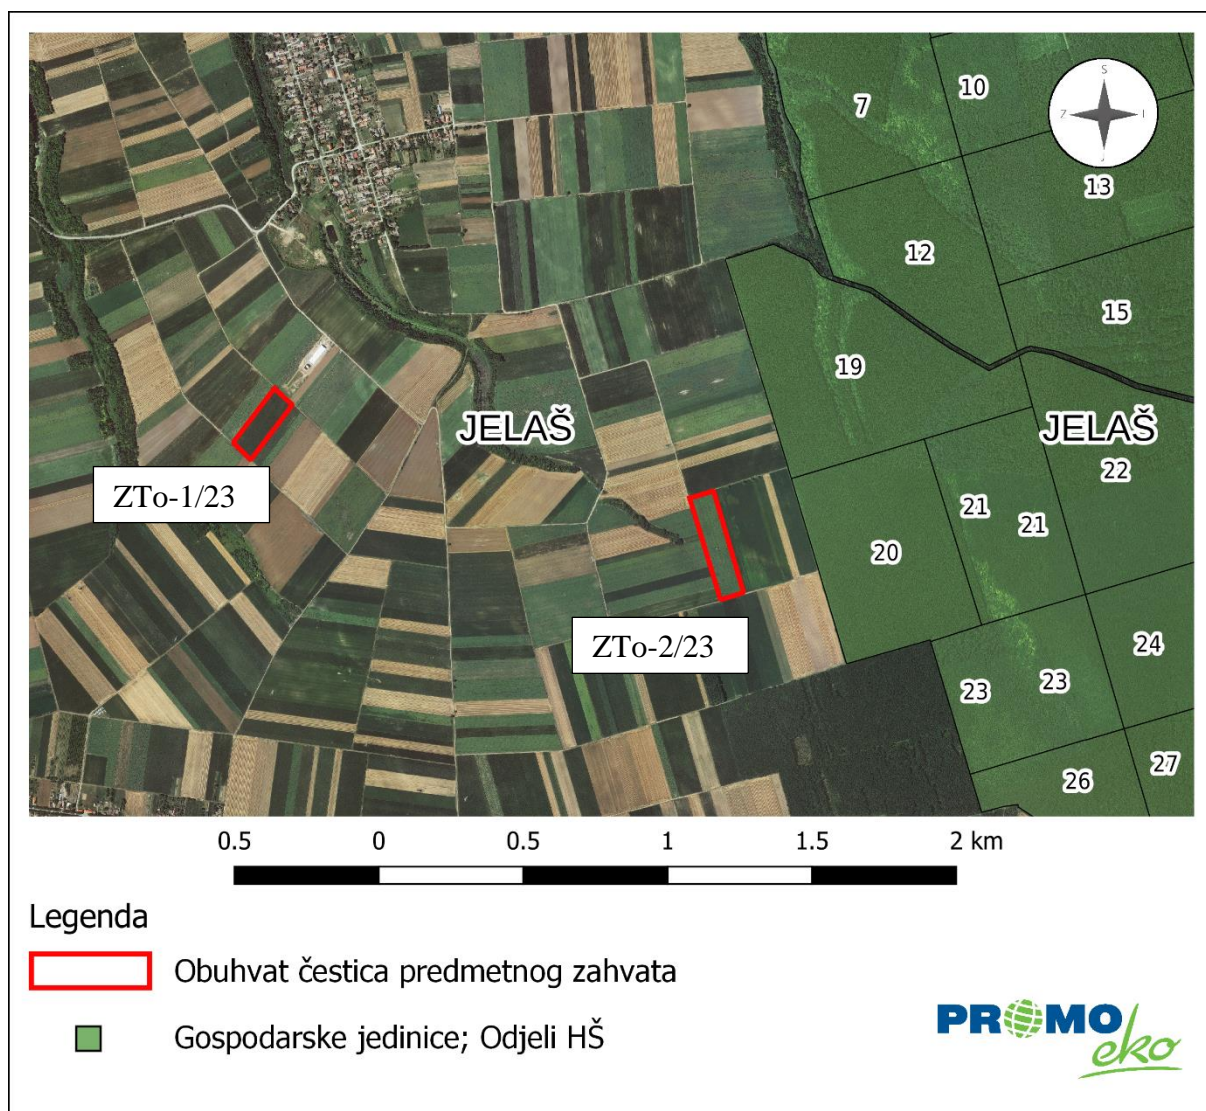 S
Z
I
J
7
10
13
12
15
19
JELAŠ
JELAŠ
22
ZTo-1/23
21
21
20
ZTo-2/23
24
23
23
27
26
0.5 0 0.5 1 1.5 2 km
Legenda
Obuhvat čestica predmetnog zahvata
Gospodarske jedinice; Odjeli HŠ
PROMO
eko